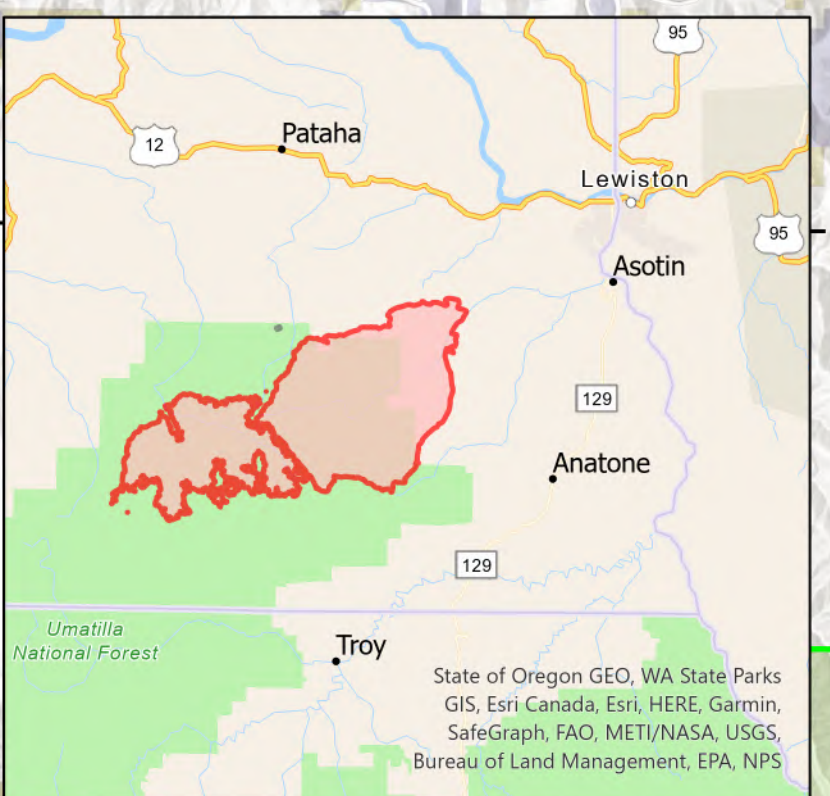 95
Pataha
12
Lewiston
95
Asotin
129
Anatone
129
Umatilla
National Forest
Troy
State of Oregon GEO, WA State Parks
GIS, Esri Canada, Esri, HERE, Garmin,
SafeGraph, FAO, METI/NASA, USGS,
Bureau of Land Management, EPA, NPS